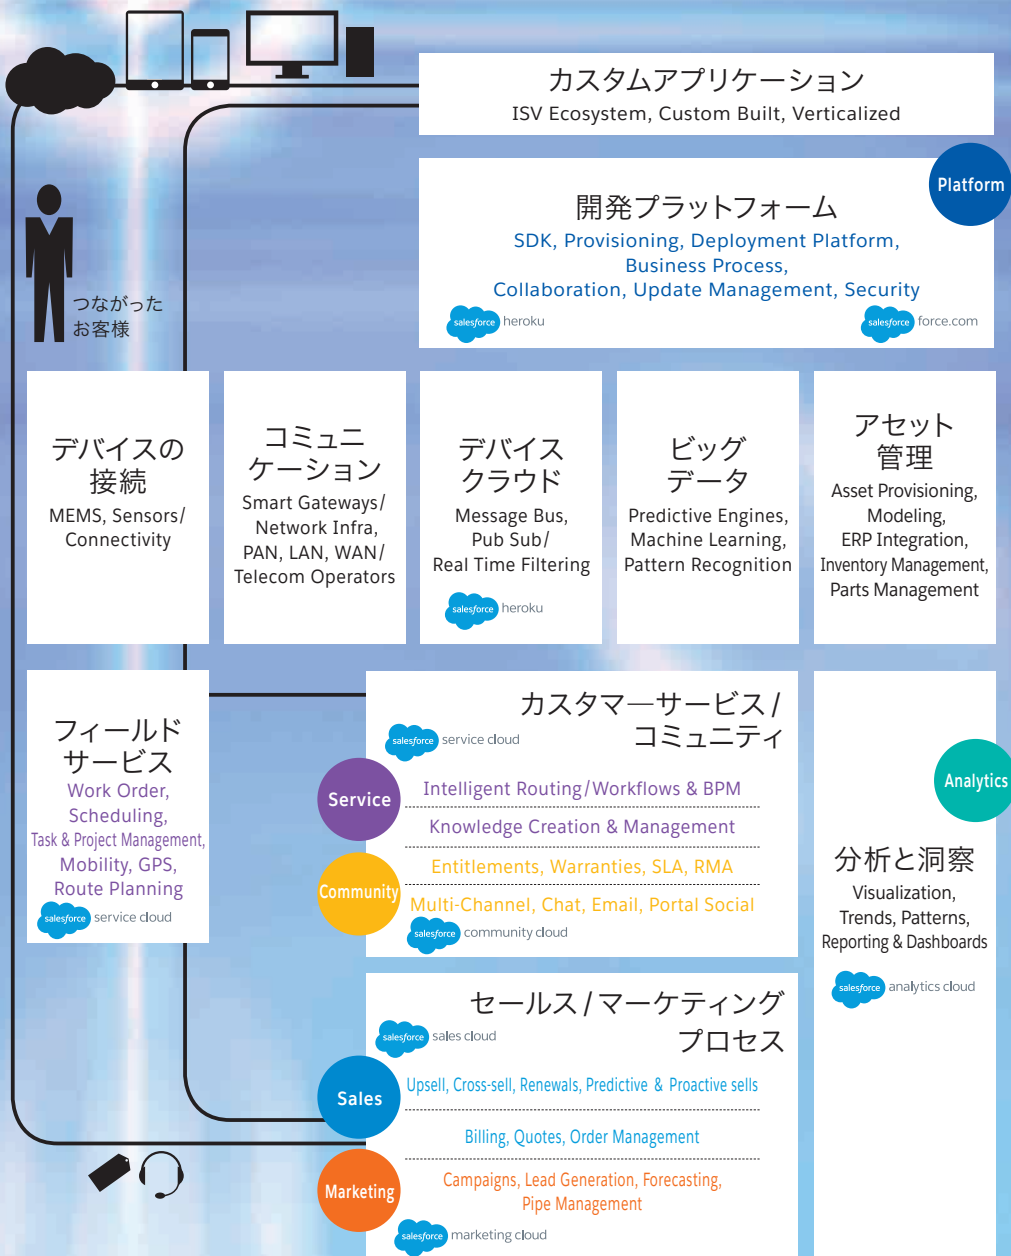 カスタムアプリケーション
ISV Ecosystem, Custom Built, Verticalized
Platform
開発プラットフォーム
SDK, Provisioning, Deployment Platform,
Business Process,
Collaboration, Update Management, Security
salesforce heroku
salesforce force.com
つながった
お客様
デバイスの
接続
MEMS, Sensors/
Connectivity
コミュニ
ケーション
Smart Gateways/
Network Infra,
PAN, LAN, WAN/
Telecom Operators
デバイス
クラウド
Message Bus,
Pub Sub/
Real Time Filtering
salesforce heroku
ビッグ
データ
Predictive Engines,
Machine Learning,
Pattern Recognition
アセット
管理
Asset Provisioning,
Modeling,
ERP Integration,
Inventory Management,
Parts Management
フィールド
サービス
Work Order,
Scheduling,
Task & Project Management,
Mobility, GPS,
Route Planning
salesforce service cloud
カスタマ―サービス/
コミュニティ
salesforce service cloud
Service
Intelligent Routing/Workflows & BPM
Knowledge Creation & Management
Community
Entitlements, Warranties, SLA, RMA
Multi-Channel, Chat, Email, Portal Social
salesforce community cloud
Analytics
分析と洞察
Visualization,
Trends, Patterns,
Reporting & Dashboards
salesforce analytics cloud
セールス/マーケティング
プロセス
salesforce sales cloud
Sales
Upsell, Cross-sell, Renewals, Predictive & Proactive sells
Billing, Quotes, Order Management
Marketing
Campaigns, Lead Generation, Forecasting,
Pipe Management
salesforce marketing cloud